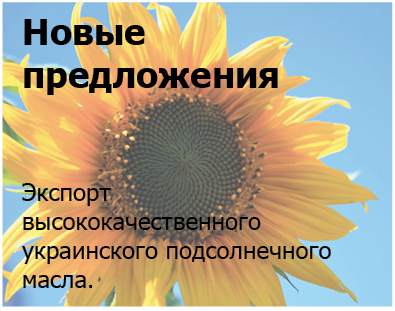 Новые
предложения
Экспорт
высококачественного
украинского подсолнечного
масла.